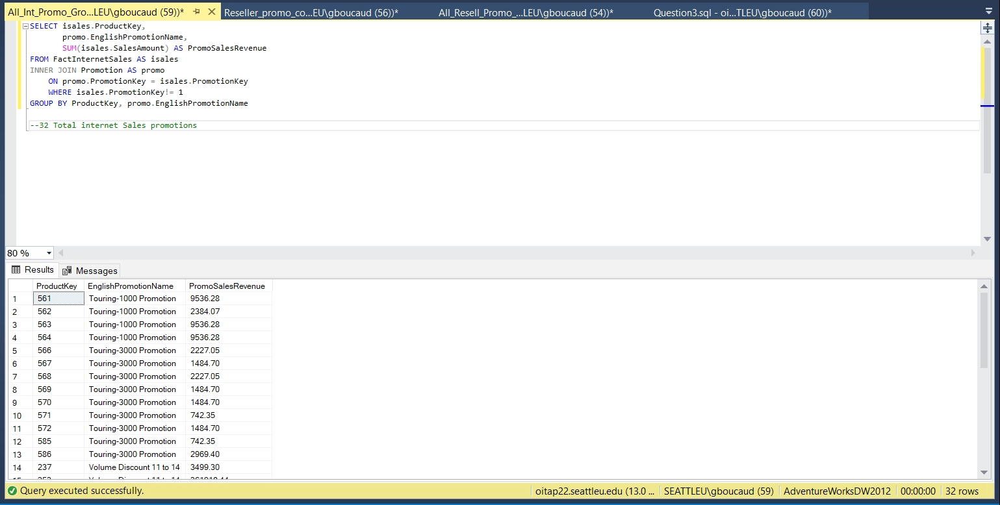 All_Int_Promo_Gro...LEU\gboucaud (59))*
Reseller_promo_co...EU\gboucaud (56))*
All_Resell_Promo_...LEU\gboucaud (54))*
Question3.sql - oi...TLEU\gboucaud (60))*
SELECT isales.ProductKey,
promo.EnglishPromotionName,
SUM(isales.SalesAmount) AS PromoSalesRevenue
FROM FactInternetSales AS isales
INNER JOIN Promotion AS promo
ON promo.PromotionKey = isales.PromotionKey
WHERE isales.PromotionKey!= 1
GROUP BY ProductKey, promo.EnglishPromotionName
--32 Total internet Sales promotions
80 %
Results Messages
ProductKey EnglishPromotionName PromoSalesRevenue
1 561 Touring-1000 Promotion 9536.28
2 562 Touring-1000 Promotion 2384.07
3 563 Touring-1000 Promotion 9536.28
4 564 Touring-1000 Promotion 9536.28
5 566 Touring-3000 Promotion 2227.05
6 567 Touring-3000 Promotion 1484.70
7 568 Touring-3000 Promotion 2227.05
8 569 Touring-3000 Promotion 1484.70
9 570 Touring-3000 Promotion 1484.70
10 571 Touring-3000 Promotion 742.35
11 572 Touring-3000 Promotion 1484.70
12 585 Touring-3000 Promotion 742.35
13 586 Touring-3000 Promotion 2969.40
14 237 Volume Discount 11 to 14 3499.30
Query executed successfully.
oitap22.seattleu.edu (13.0 ... SEATTLEU\gboucaud (59) AdventureWorksDW2012 00:00:00 32 rows